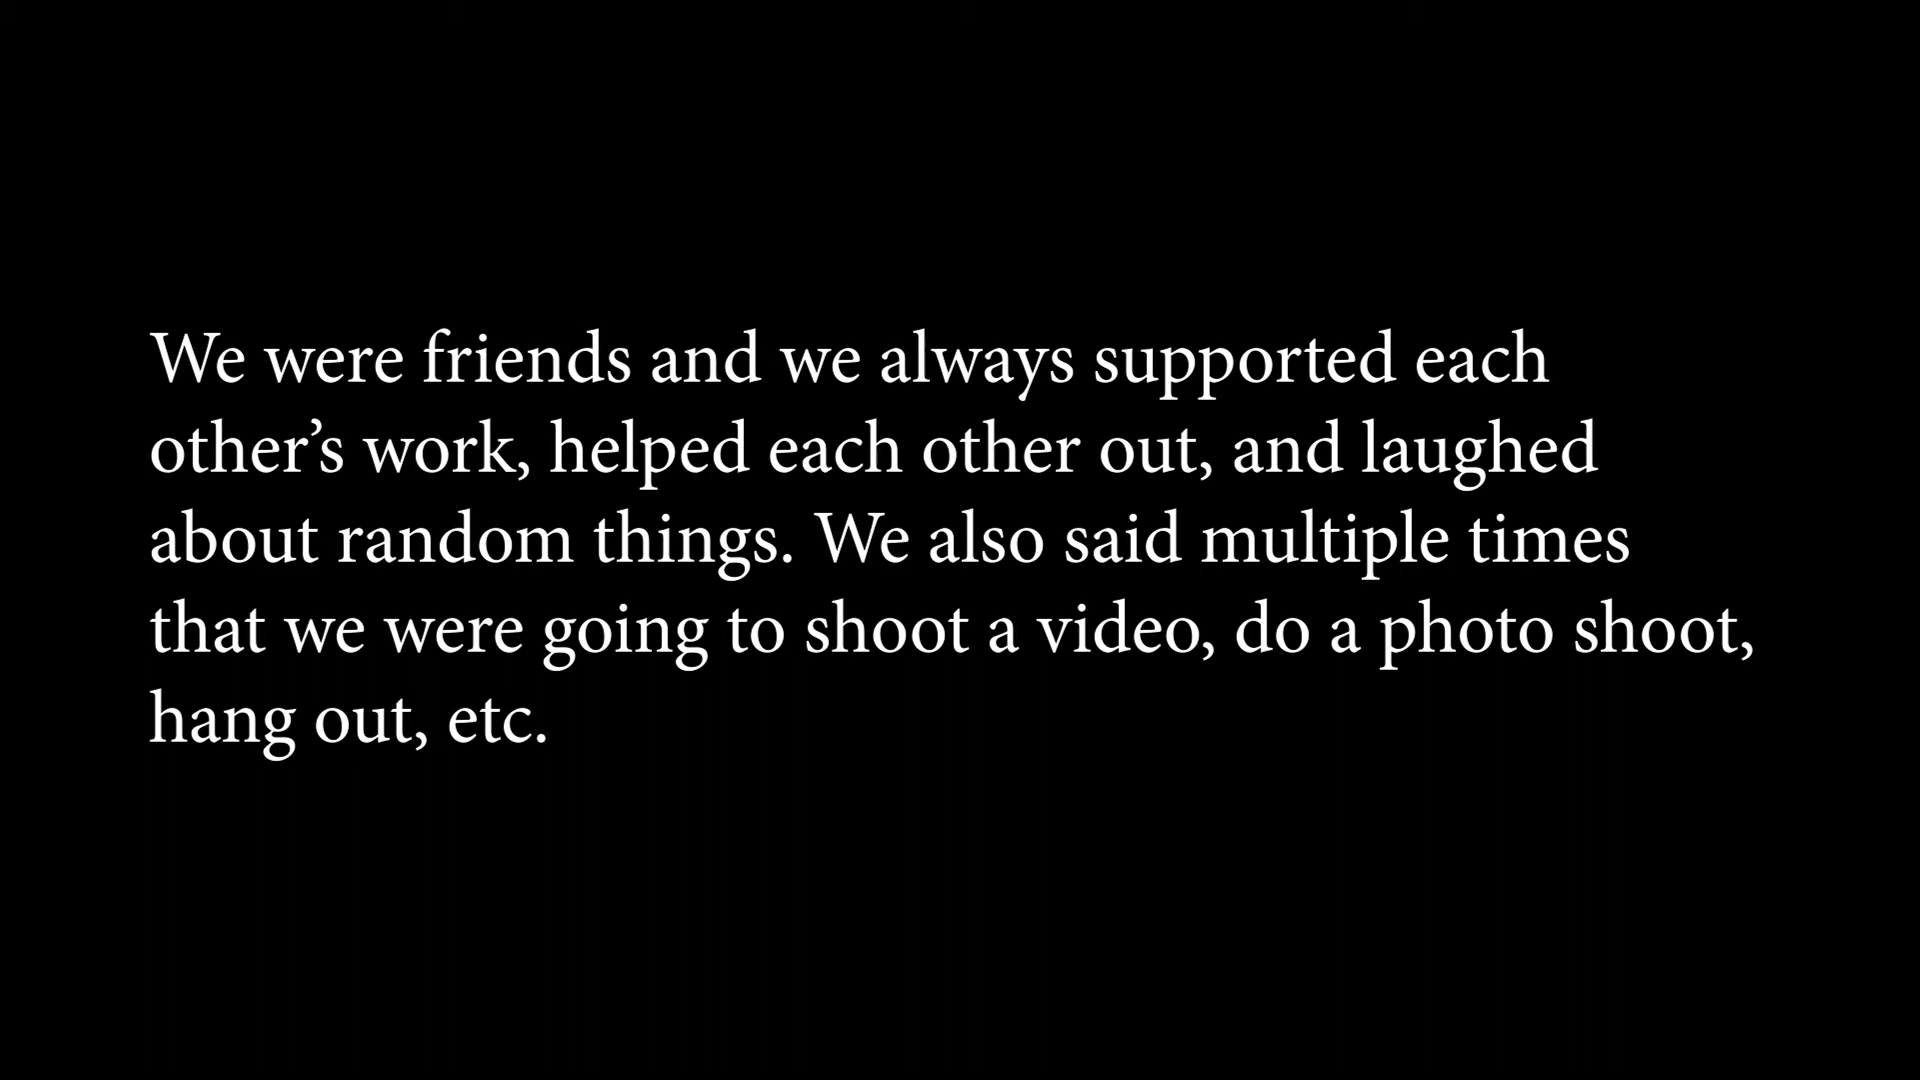 We were friends and we always supported each
other’s work, helped each other out, and laughed
about random things. We also said multiple times
that we were going to shoot a video, do a photo shoot,
hang out, etc.